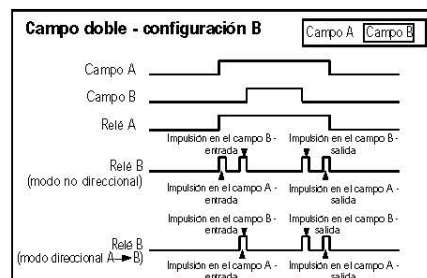 Campo doble - configuración B
Campo A Campo B
Campo A
Campo B
Relé A
Impulsión en el campo B -
entrada
Impulsión en el campo B -
salida
Relé B
(modo no direccional)
Impulsión en el campo A -
entrada
Impulsión en el campo A -
salida
Impulsión en el campo B -
entrada
Impulsión en el campo B -
salida
Relé B
(modo direccional A→B)
Impulsión en el campo A -
entrada
Impulsión en el campo A -
salida